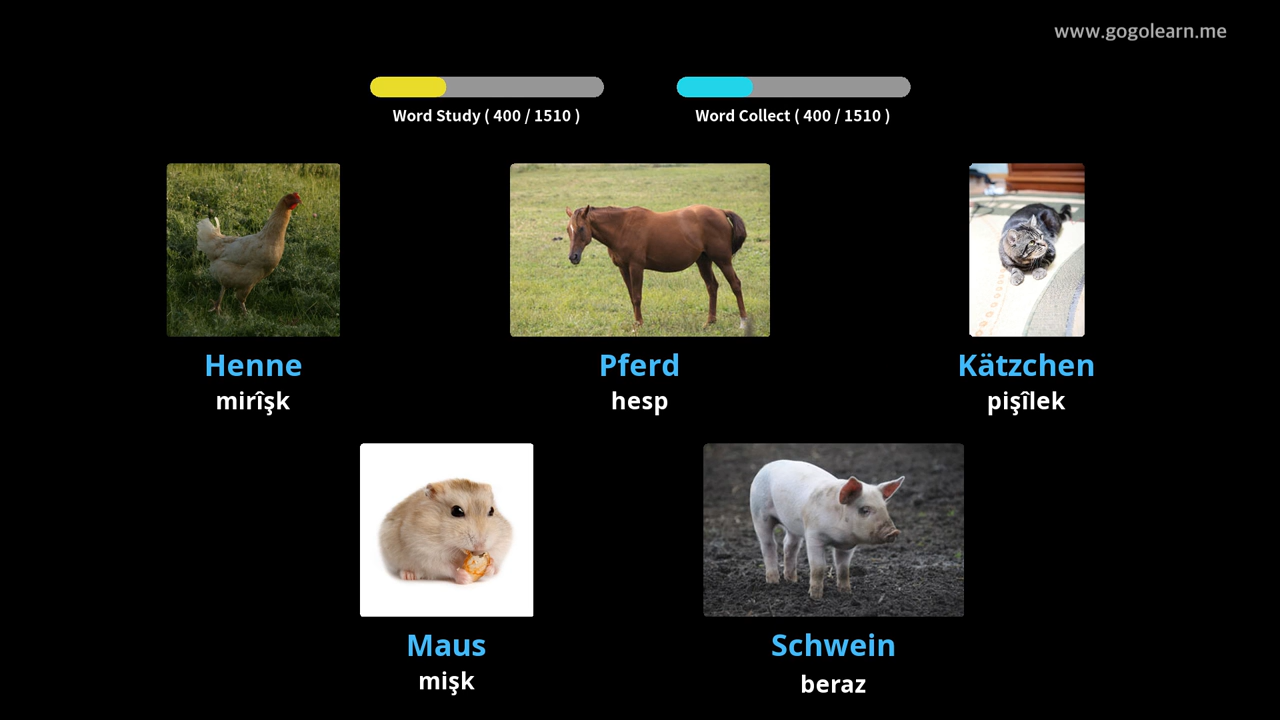 www.gogolearn.me
Word Study ( 400 / 1510 )
Word Collect ( 400 / 1510 )
Henne
mirîşk
Pferd
hesp
Kätzchen
pişîlek
Maus
mişk
Schwein
beraz